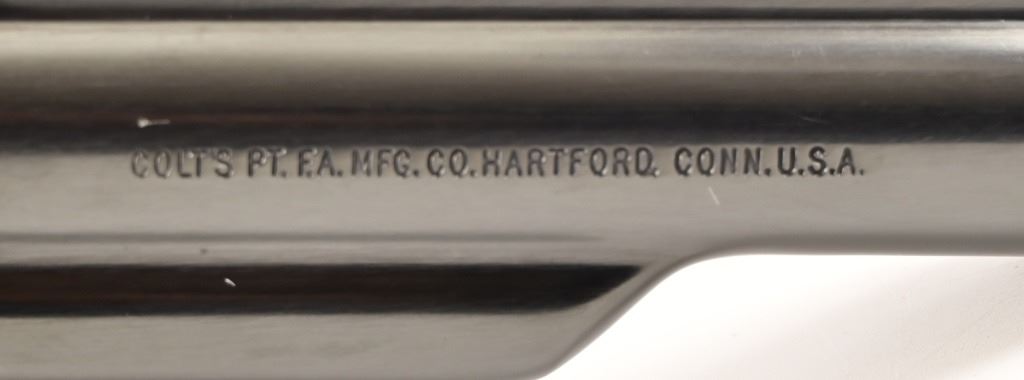 COLT'S PT. F.A. MFG. CO. HARTFORD. CONN. U.S.A.